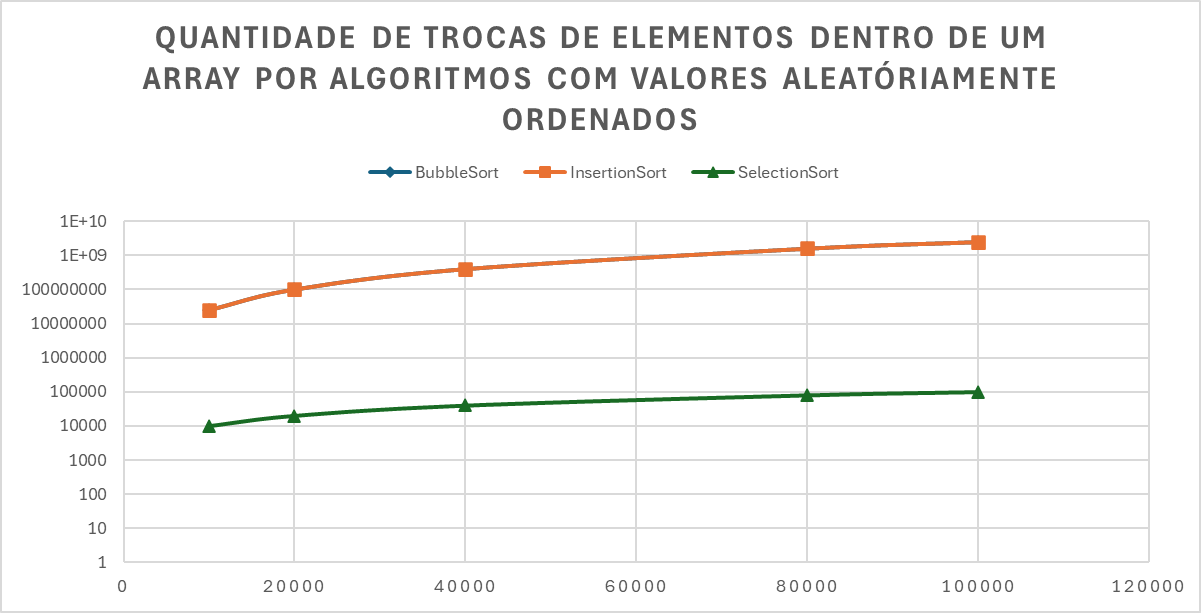 QUANTIDADE DE TROCAS DE ELEMENTOS DENTRO DE UM
ARRAY POR ALGORITMOS COM VALORES ALEATÓRIAMENTE
ORDENADOS
BubbleSort InsertionSort SelectionSort
1E+10
1E+09
100000000
10000000
1000000
100000
10000
1000
100
10
1
0 20000 40000 60000 80000 100000 120000